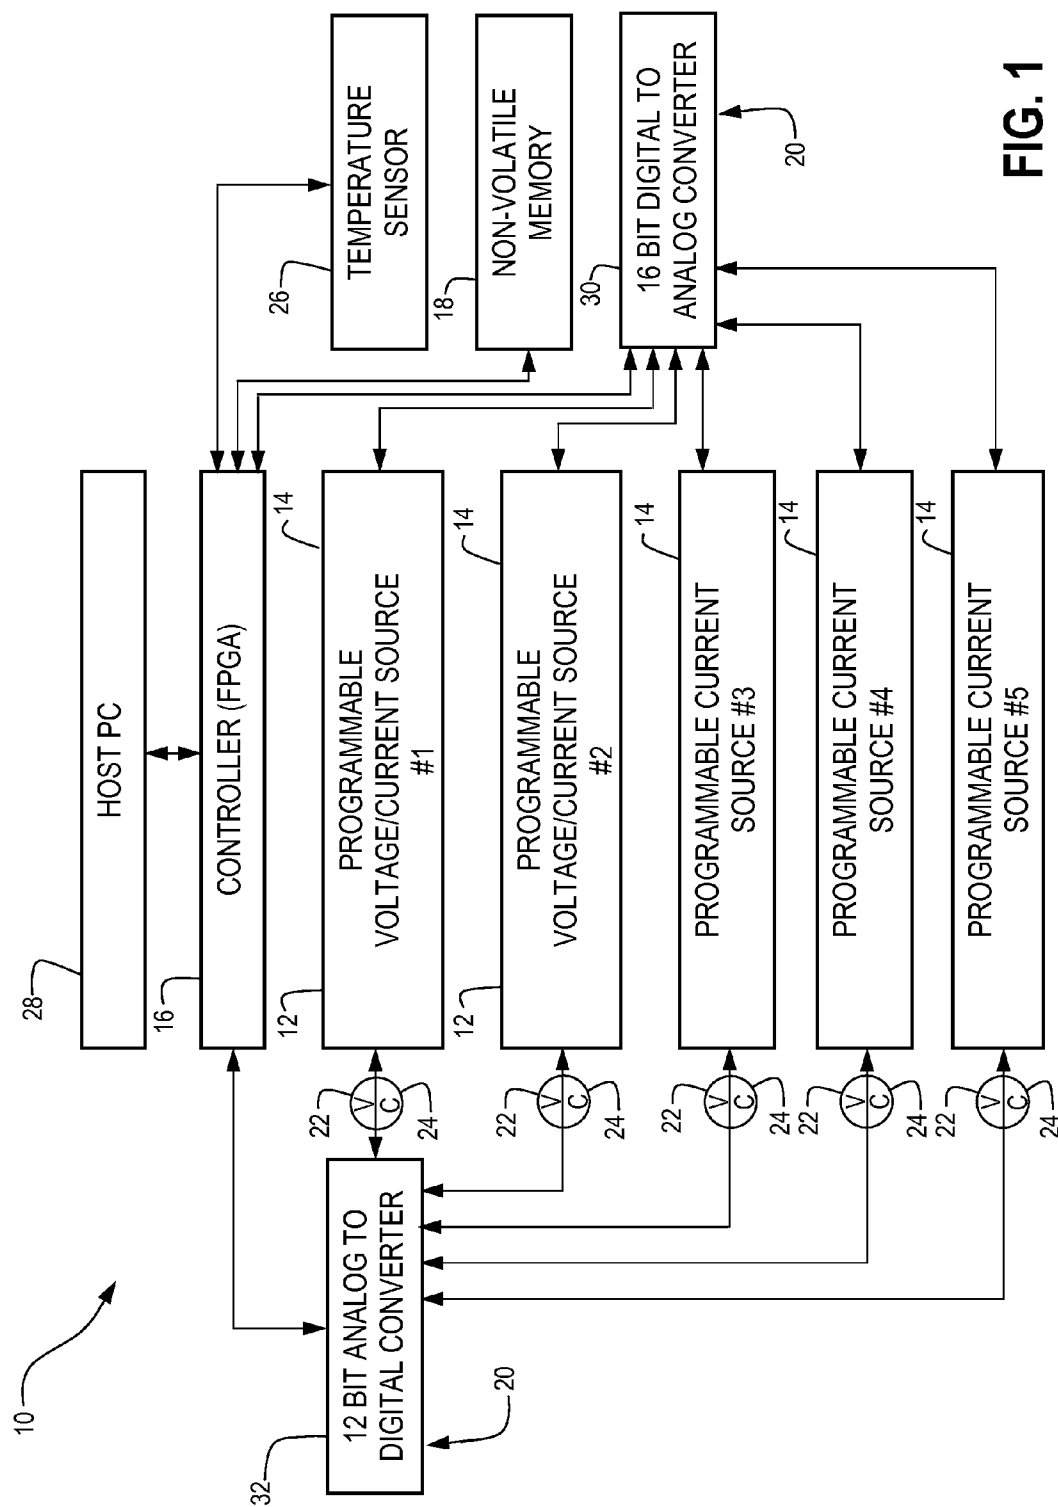 10
28
HOST PC
16
CONTROLLER (FPGA)
12
14
PROGRAMMABLE
VOLTAGE/CURRENT SOURCE
#1
12
14
PROGRAMMABLE
VOLTAGE/CURRENT SOURCE
#2
14
PROGRAMMABLE CURRENT
SOURCE #3
14
PROGRAMMABLE CURRENT
SOURCE #4
14
PROGRAMMABLE CURRENT
SOURCE #5
32
12 BIT ANALOG TO
DIGITAL CONVERTER
20
22
V
C
24
22
V
C
24
22
V
C
24
22
V
C
24
22
V
C
24
26
TEMPERATURE
SENSOR
18
NON-VOLATILE
MEMORY
30
16 BIT DIGITAL TO
ANALOG CONVERTER
20
FIG. 1